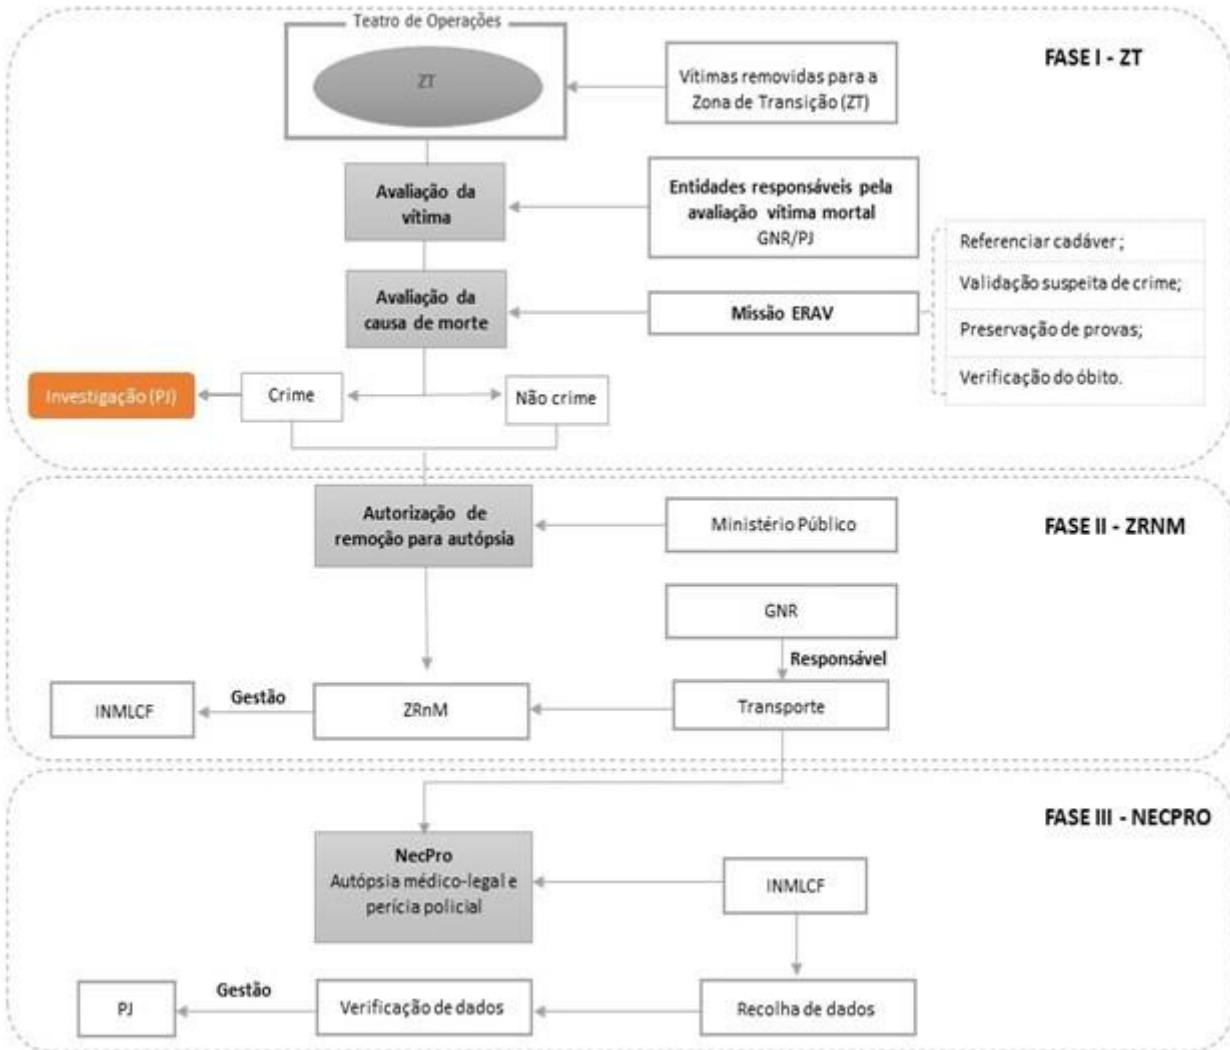 Teatro de Operações
ZT
Vítimas removidas para a
Zona de Transição (ZT)
FASE I - ZT
Avaliação da
vítima
Entidades responsáveis pela
avaliação vítima mortal
GNR/PJ
Avaliação da
causa de morte
Missão ERAV
Referenciar cadáver;
Validação suspeita de crime;
Preservação de provas;
Verificação do óbito.
Investigação (PJ)
Crime
Não crime
Autorização de
remoção para autópsia
Ministério Público
FASE II - ZRNM
GNR
Responsável
INMLCF
Gestão
ZRnM
Transporte
FASE III - NECPRO
NecPro
Autópsia médico-legal e
perícia policial
INMLCF
PJ
Gestão
Verificação de dados
Recolha de dados